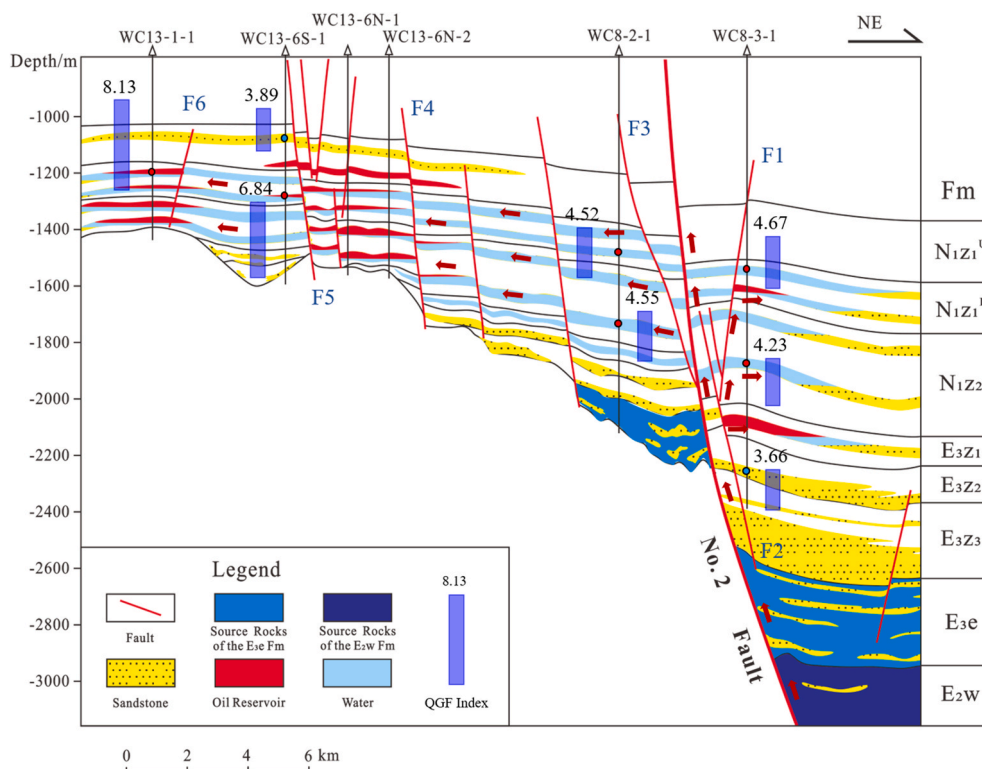 WC13-6N-1
NE
WC13-1-1
WC13-6S-1
WC13-6N-2
WC8-2-1
WC8-3-1
Depth/m
8.13
3.89
F6
F4
F3
F1
-1000
-1200
-1400
-1600
-1800
-2000
-2200
-2400
-2600
-2800
-3000
6.84
4.52
4.67
4.55
4.23
3.66
F5
F2
No. 2 Fault
Fm
N₁z₁ᵁ
N₁z₁
N₁z₂
E₃z₁
E₃z₂
E₃z₃
E₃e
E₂w
Legend
8.13
Fault
Source Rocks
of the E₃e Fm
Source Rocks
of the E₂w Fm
Sandstone
Oil Reservoir
Water
QGF Index
0 2 4 6 km